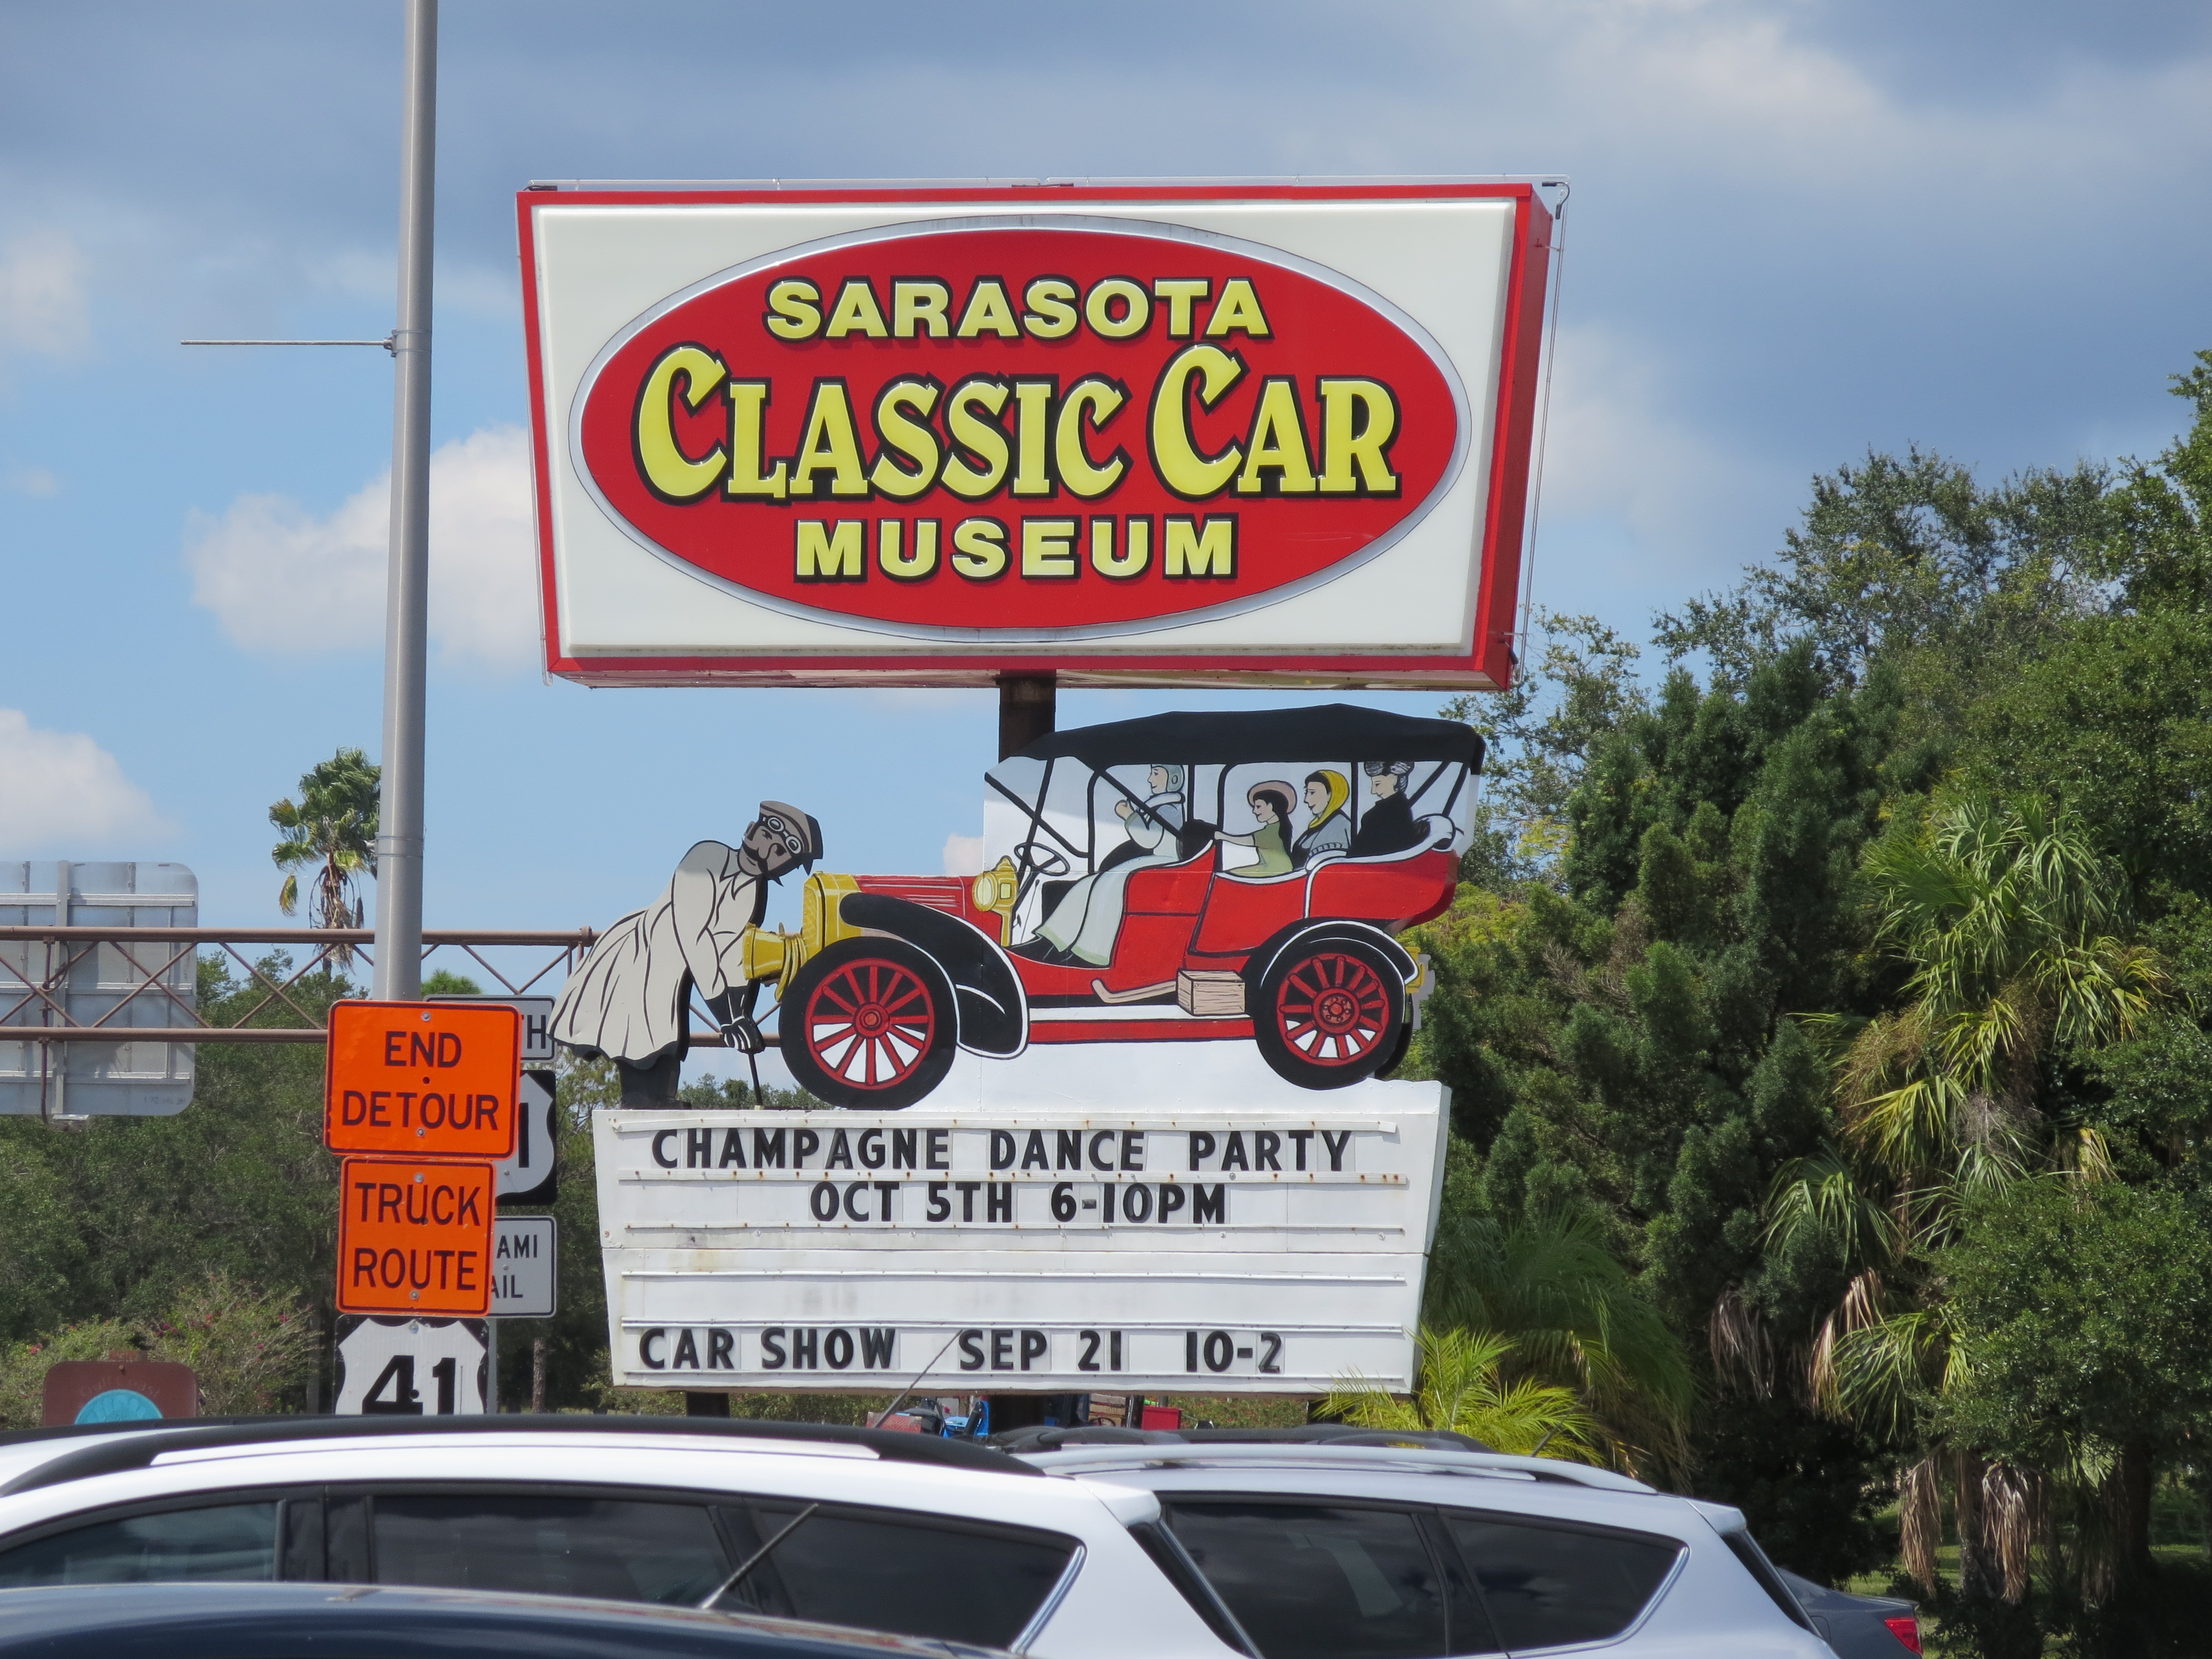 SARASOTA
CLASSIC CAR
MUSEUM
CHAMPAGNE DANCE PARTY
OCT 5TH 6-10PM
CAR SHOW SEP 21 10-2
END
DETOUR
TRUCK
ROUTE
41